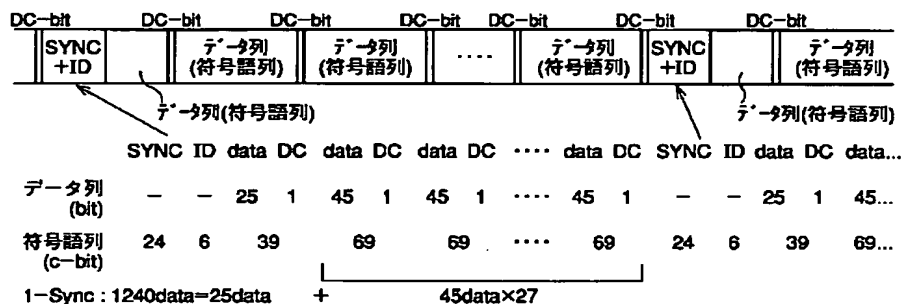 DC−bit DC−bit DC−bit DC−bit DC−bit DC−bit DC−bit
SYNC +ID データ列 (符号語列) データ列 (符号語列) ···· データ列 (符号語列) SYNC +ID データ列 (符号語列)
データ列(符号語列) データ列(符号語列)
SYNC ID data DC data DC data DC ···· data DC SYNC ID data DC data...
データ列 (bit) − − 25 1 45 1 45 1 ···· 45 1 − − 25 1 45...
符号語列 (c−bit) 24 6 39 69 69 ···· 69 24 6 39 69...
1−Sync : 1240data=25data + 45data×27